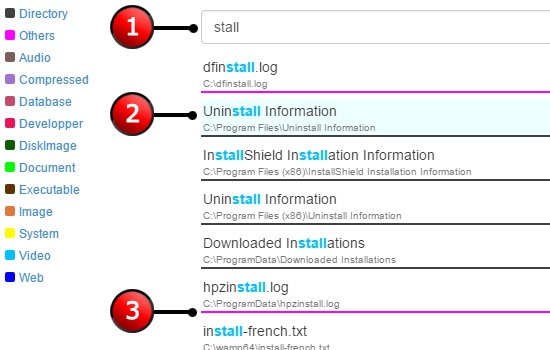 Directory
Others
Audio
Compressed
Database
Developper
DiskImage
Document
Executable
Image
System
Video
Web
1
stall
dfinstall.log
C:\dfinstall.log
2
Uninstall Information
C:\Program Files\Uninstall Information
InstallShield Installation Information
C:\Program Files (x86)\InstallShield Installation Information
Uninstall Information
C:\Program Files (x86)\Uninstall Information
Downloaded Installations
C:\ProgramData\Downloaded Installations
3
hpzinstall.log
C:\ProgramData\hpzinstall.log
install-french.txt
C:\wamp64\install-french.txt